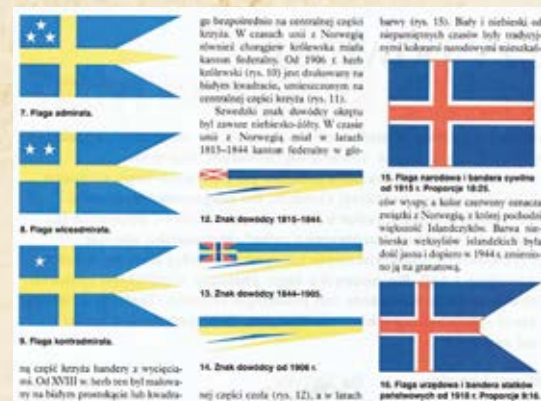 7. Flaga admirała.
8. Flaga wiceadmirała.
9. Flaga kontradmirała.
ną część krzyża bandery z wycięcia-
mi. Od XVIII w. herb ten był malowa-
ny na białym prostokącie lub kwadra-
go bezpośrednio na centralnej części
krzyża. W czasach unii z Norwegią
również chorągiew królewska miała
kanton federalny. Od 1906 r. herb
królewski (rys. 10) jest drukowany na
białym kwadracie, umieszczonym na
centralnej części krzyża (rys. 11).
Szwedzki znak dowódcy okrętu
był zawsze niebiesko-żółty. W czasie
unii z Norwegią miał w latach
1815–1844 kanton federalny w gór-
12. Znak dowódcy 1815–1844.
13. Znak dowódcy 1844–1905.
14. Znak dowódcy od 1906 r.
nej części czoła (rys. 12), a w latach
barwy (rys. 15). Biały i niebieski od
niepamiętnych czasów były tradycyj-
nymi kolorami narodowymi mieszkań-
15. Flaga narodowa i bandera cywilna
od 1915 r. Proporcje 18:25.
ców wyspy, a kolor czerwony oznacza
związki z Norwegią, z której pochodzi
większość Islandczyków. Barwa nie-
bieska weksyliów islandzkich była
dość jasna i dopiero w 1944 r. zmienio-
no ją na granatową.
16. Flaga urzędowa i bandera statków
państwowych od 1918 r. Proporcje 9:16.